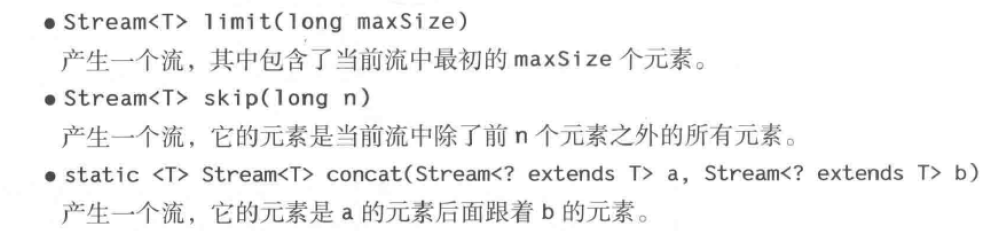 ● Stream<T> limit(long maxSize)
产生一个流，其中包含了当前流中最初的 maxSize 个元素。
● Stream<T> skip(long n)
产生一个流，它的元素是当前流中除了前 n 个元素之外的所有元素。
● static <T> Stream<T> concat(Stream<? extends T> a, Stream<? extends T> b)
产生一个流，它的元素是 a 的元素后面跟着 b 的元素。